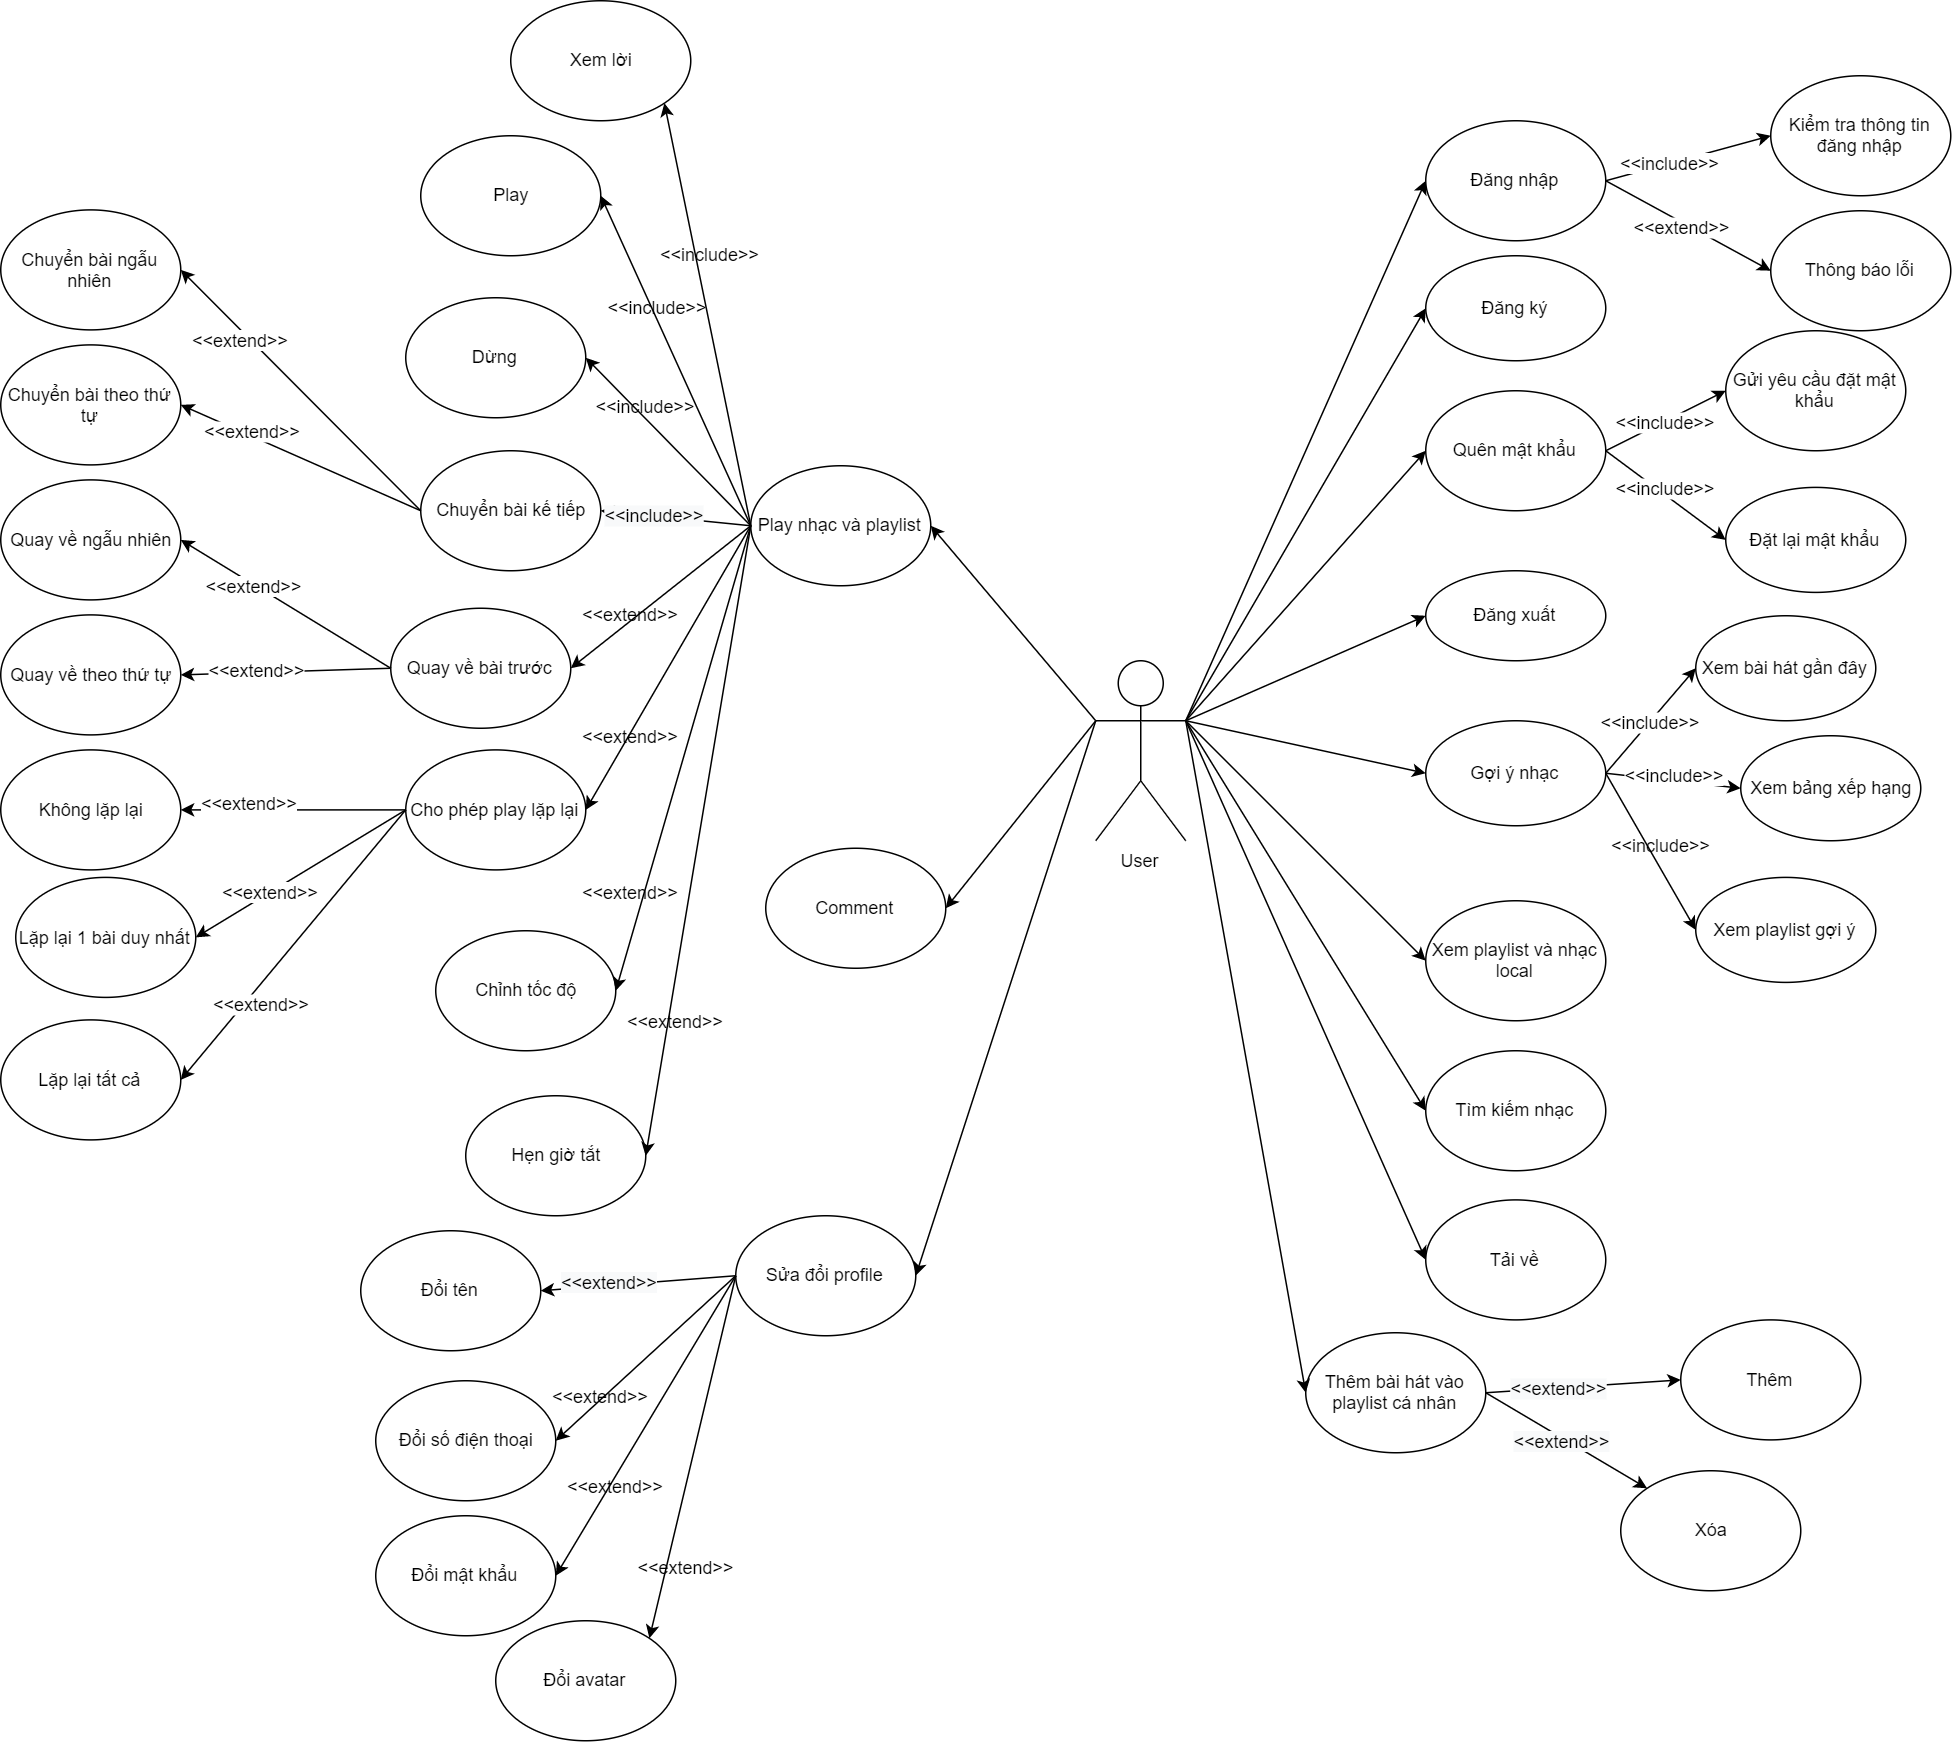 Xem lời
Play
<<include>>
<<include>>
Dừng
<<include>>
Chuyển bài ngẫu
nhiên
<<extend>>
Chuyển bài theo thứ
tự
<<extend>>
Chuyển bài kế tiếp
<<include>>
Play nhạc và playlist
Quay về ngẫu nhiên
<<extend>>
Quay về theo thứ tự
<<extend>>
Quay về bài trước
<<extend>>
<<extend>>
Không lặp lại
<<extend>>
Cho phép play lặp lại
Lặp lại 1 bài duy nhất
<<extend>>
<<extend>>
Lặp lại tất cả
<<extend>>
Chỉnh tốc độ
<<extend>>
Hẹn giờ tắt
Comment
User
Sửa đổi profile
Đổi tên
<<extend>>
Đổi số điện thoại
<<extend>>
Đổi mật khẩu
<<extend>>
Đổi avatar
<<extend>>
Đăng nhập
<<include>>
Kiểm tra thông tin
đăng nhập
<<extend>>
Thông báo lỗi
Đăng ký
Quên mật khẩu
<<include>>
Gửi yêu cầu đặt mật
khẩu
<<include>>
Đặt lại mật khẩu
Đăng xuất
Gợi ý nhạc
<<include>>
Xem bài hát gần đây
<<include>>
Xem bảng xếp hạng
<<include>>
Xem playlist gợi ý
Xem playlist và nhạc
local
Tìm kiếm nhạc
Tải về
Thêm bài hát vào
playlist cá nhân
<<extend>>
Thêm
<<extend>>
Xóa